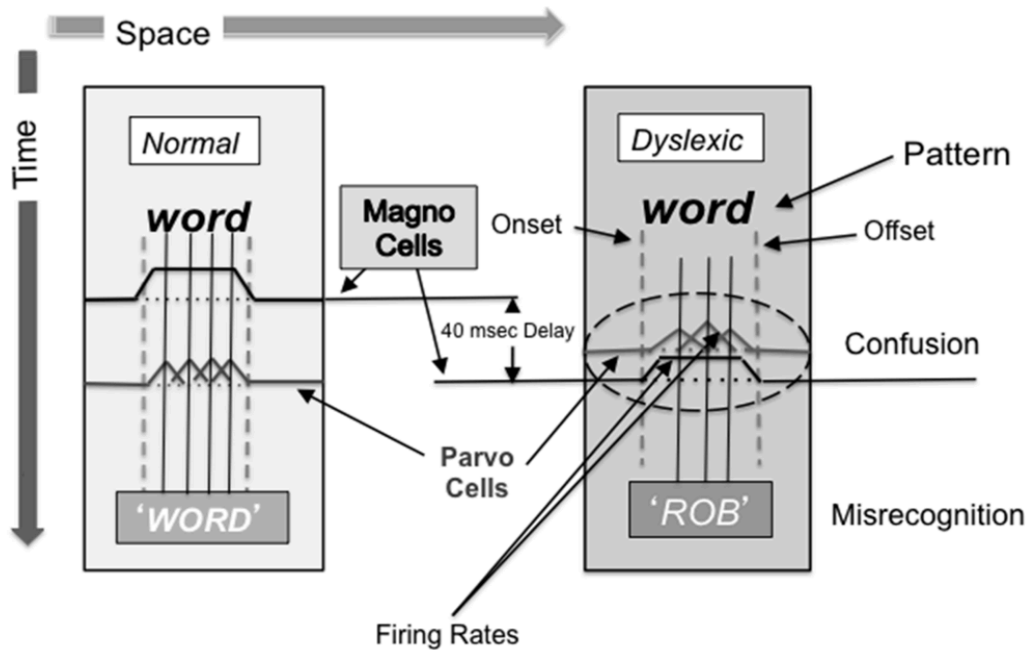 Space
Time
Normal
Dyslexic
Pattern
word
Magno
Cells
Onset
word
Offset
40 msec Delay
Confusion
Parvo
Cells
'WORD'
'ROB'
Misrecognition
Firing Rates